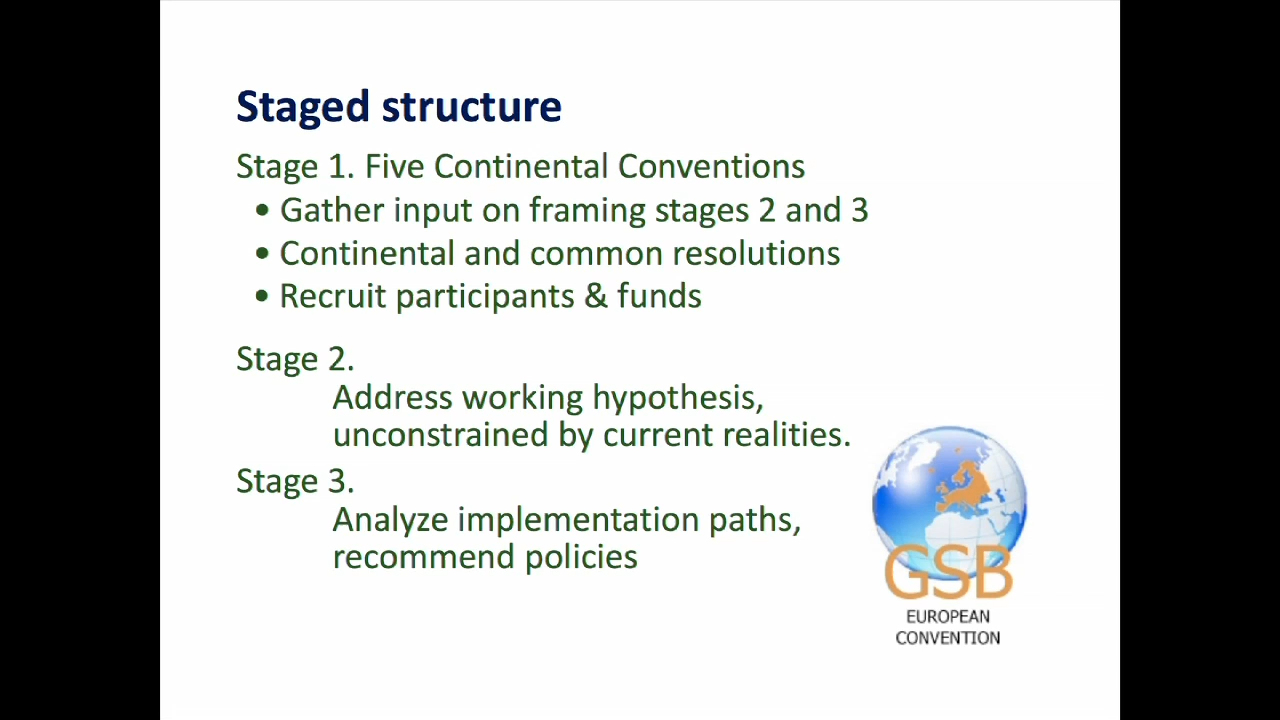 Staged structure
Stage 1. Five Continental Conventions
• Gather input on framing stages 2 and 3
• Continental and common resolutions
• Recruit participants & funds
Stage 2.
Address working hypothesis,
unconstrained by current realities.
Stage 3.
Analyze implementation paths,
recommend policies
GSB
EUROPEAN
CONVENTION